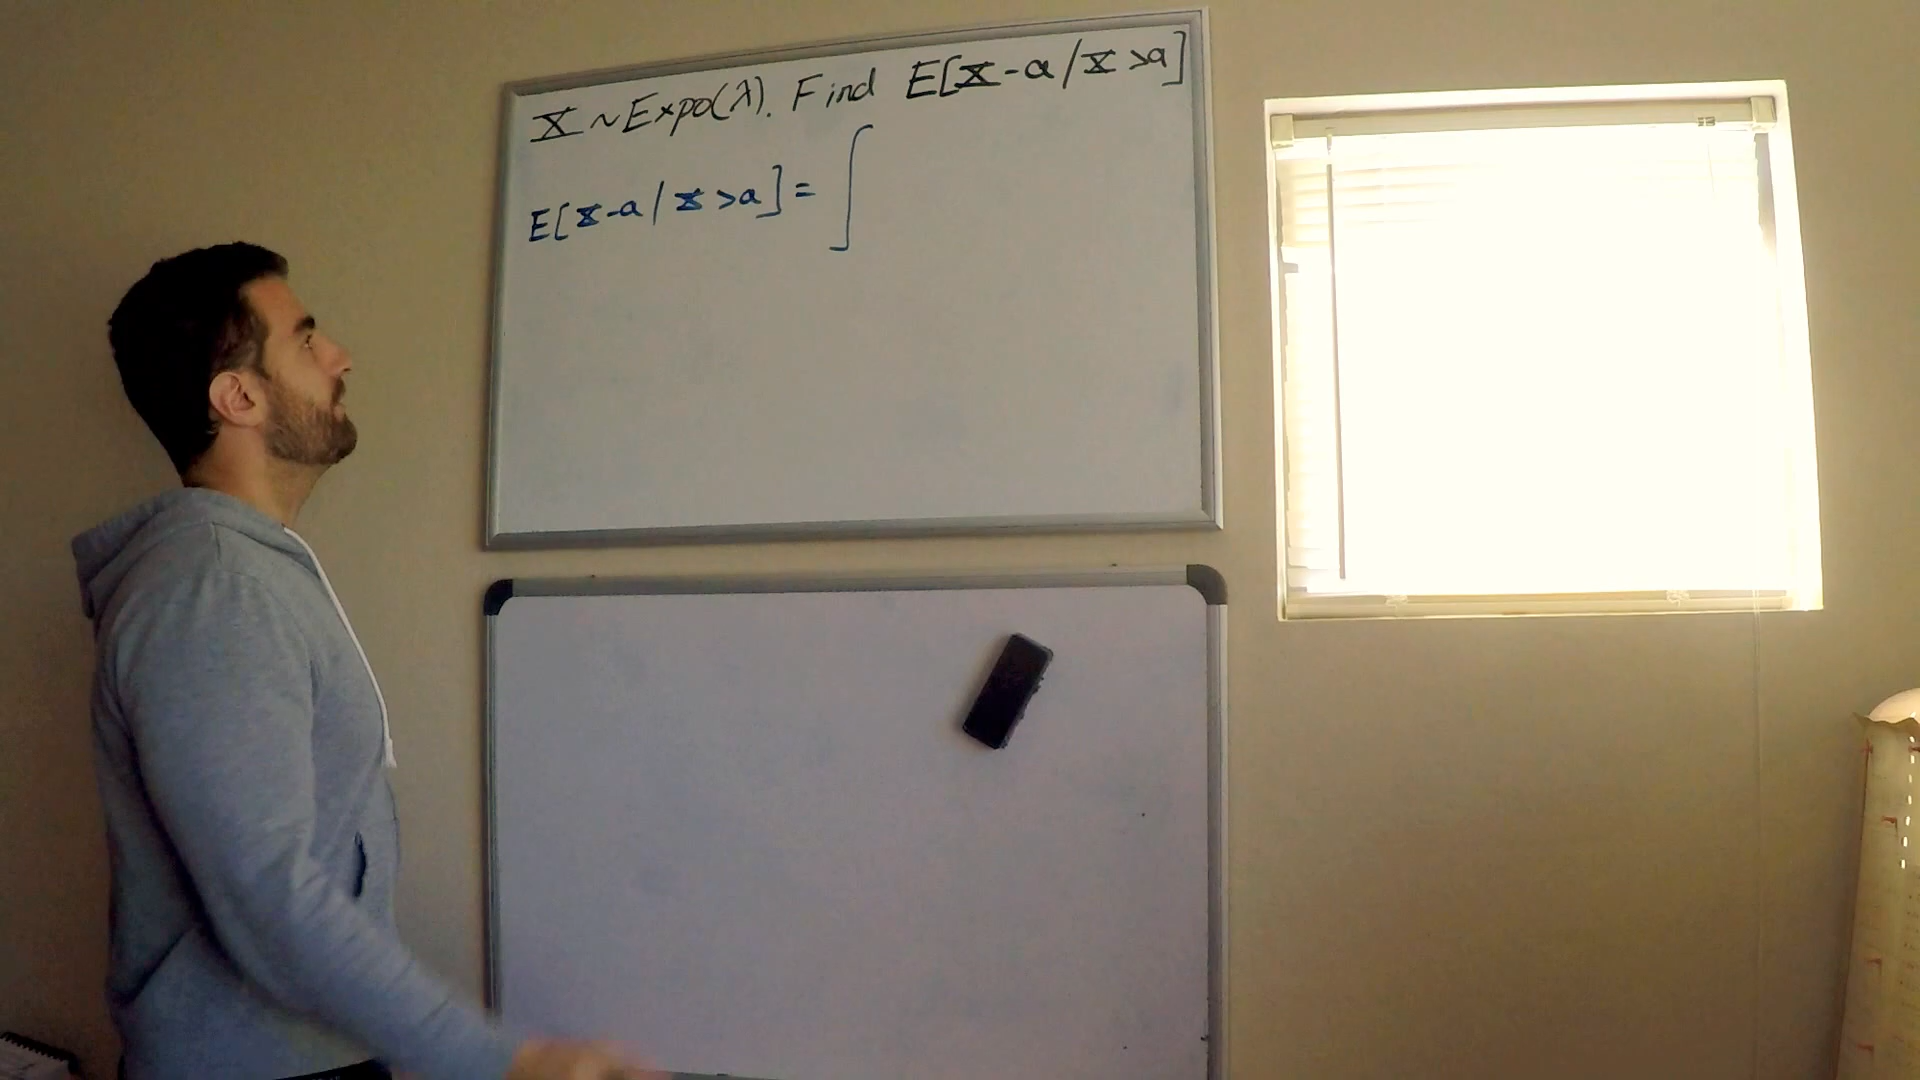 X ~ Expo(λ). Find E[X-a/X>a]
E[X-a/X>a] = ∫